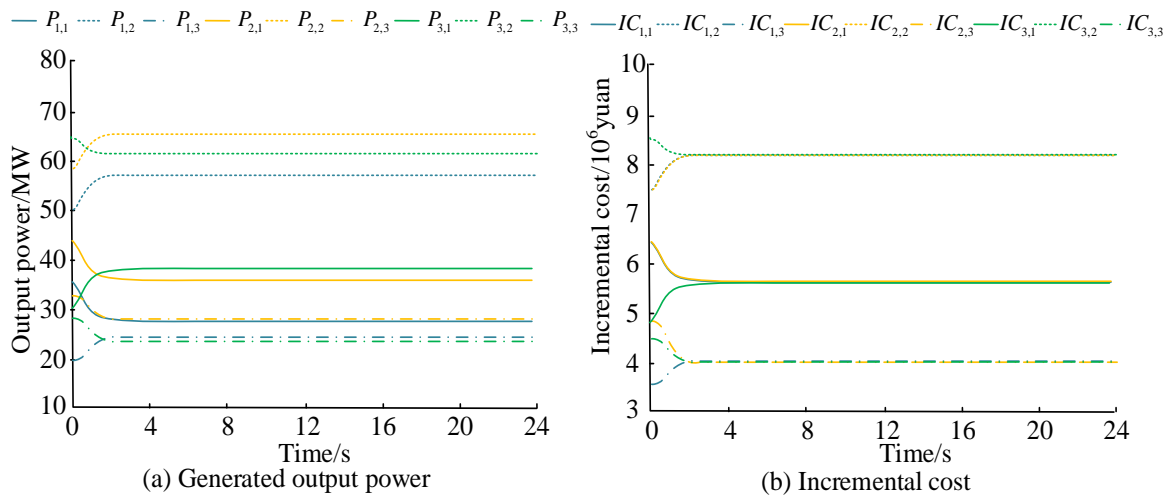 P1,1 P1,2 P1,3 P2,1 P2,2 P2,3 P3,1 P3,2 P3,3
80
70
60
50
40
30
20
10
Output power/MW
0 4 8 12 16 20 24
Time/s
(a) Generated output power
IC1,1 IC1,2 IC1,3 IC2,1 IC2,2 IC2,3 IC3,1 IC3,2 IC3,3
10
9
8
7
6
5
4
3
Incremental cost/10⁶yuan
0 4 8 12 16 20 24
Time/s
(b) Incremental cost